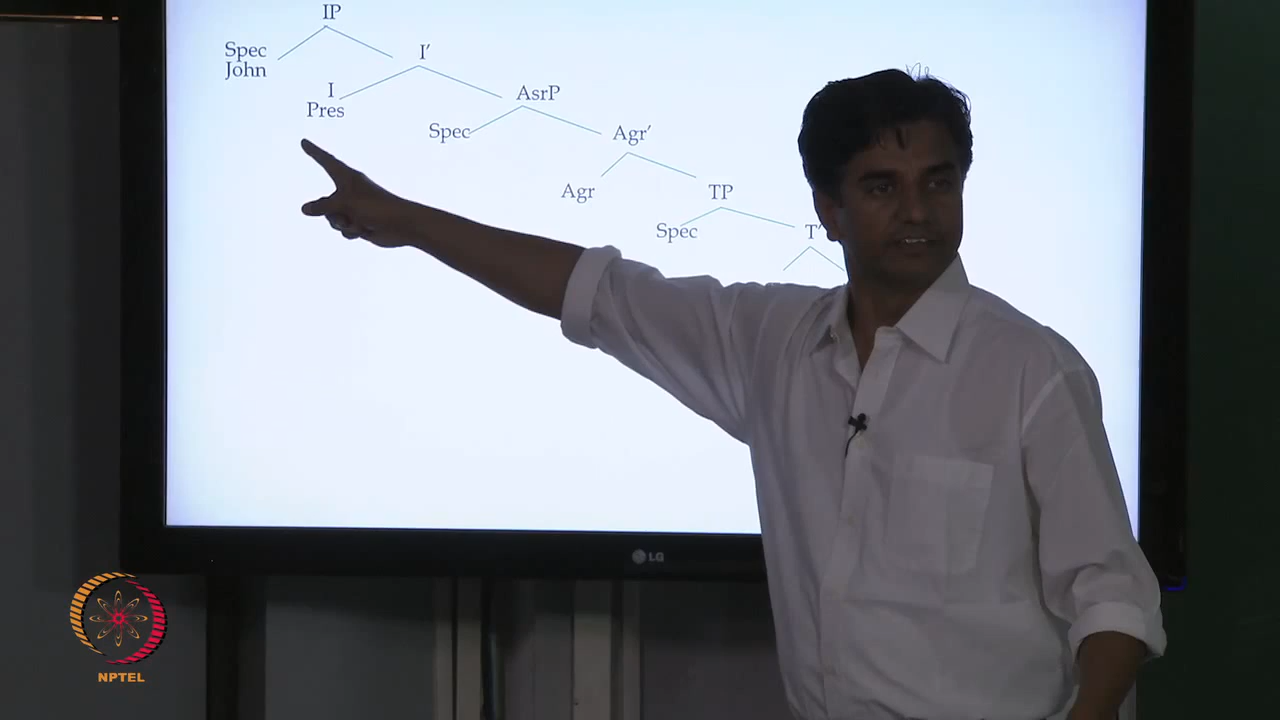 IP
Spec
John
I′
I
Pres
AsrP
Spec
Agr′
Agr
TP
Spec
T′
LG
NPTEL